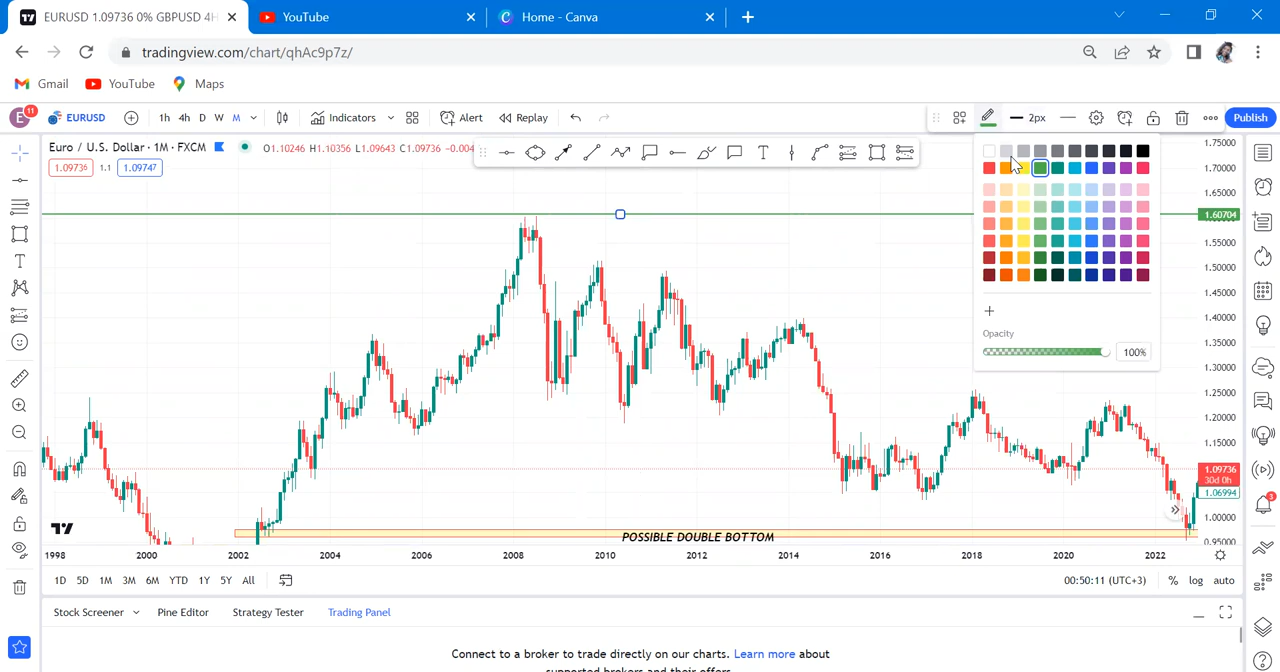 EURUSD 1.09736 0% GBPUSD 4H
YouTube
Home - Canva
tradingview.com/chart/qhAc9p7z/
Gmail
YouTube
Maps
E
11
EURUSD
1h 4h D W M
Indicators
Alert
Replay
2px
Publish
Euro / U.S. Dollar · 1M · FXCM
O1.10246 H1.10356 L1.09643 C1.09736 -0.004
1.09736
1.1
1.09747
T
Opacity
100%
1.75000
1.70000
1.65000
1.60704
1.55000
1.50000
1.45000
1.40000
1.35000
1.30000
1.25000
1.20000
1.15000
1.09736
30d 0h
1.06994
1.00000
0.95000
T
POSSIBLE DOUBLE BOTTOM
1998 2000 2002 2004 2006 2008 2010 2012 2014 2016 2018 2020 2022
1D 5D 1M 3M 6M YTD 1Y 5Y All
00:50:11 (UTC+3)
% log auto
Stock Screener
Pine Editor
Strategy Tester
Trading Panel
3
Connect to a broker to trade directly on our charts. Learn more about
supported brokers and their offers.